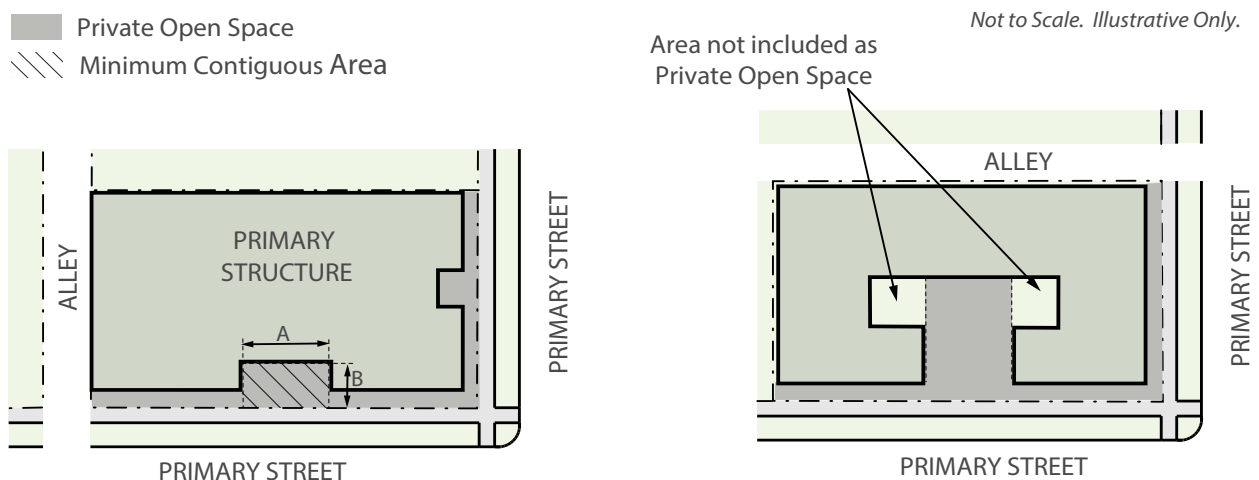 Private Open Space
Minimum Contiguous Area
Not to Scale. Illustrative Only.
Area not included as
Private Open Space
ALLEY
PRIMARY
STRUCTURE
A
B
PRIMARY STREET
PRIMARY STREET
ALLEY
PRIMARY STREET
PRIMARY STREET